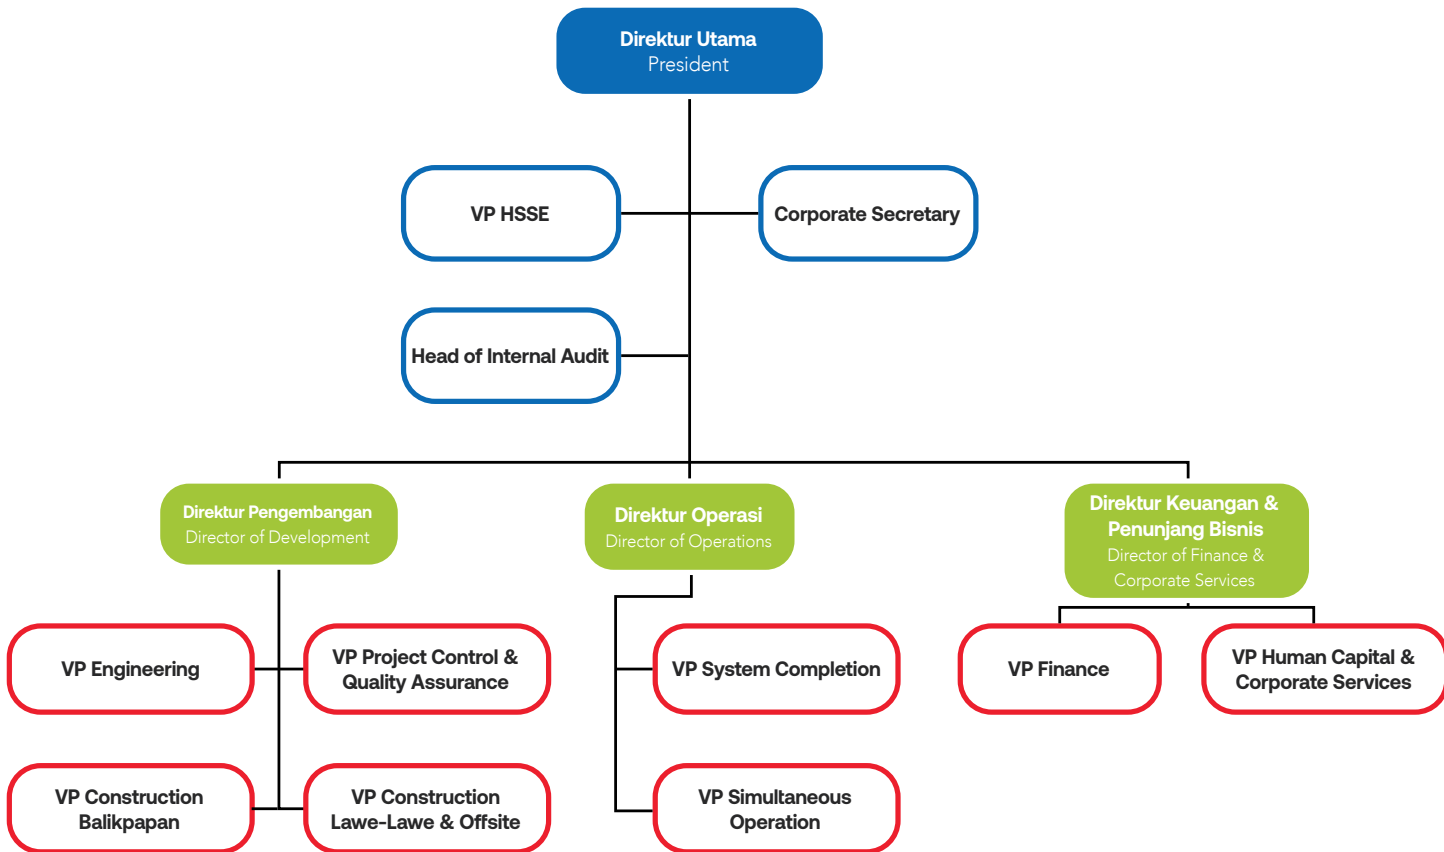 Direktur Utama
President
VP HSSE
Corporate Secretary
Head of Internal Audit
Direktur Pengembangan
Director of Development
Direktur Operasi
Director of Operations
Direktur Keuangan &
Penunjang Bisnis
Director of Finance &
Corporate Services
VP Engineering
VP Project Control &
Quality Assurance
VP System Completion
VP Finance
VP Human Capital &
Corporate Services
VP Construction
Balikpapan
VP Construction
Lawe-Lawe & Offsite
VP Simultaneous
Operation